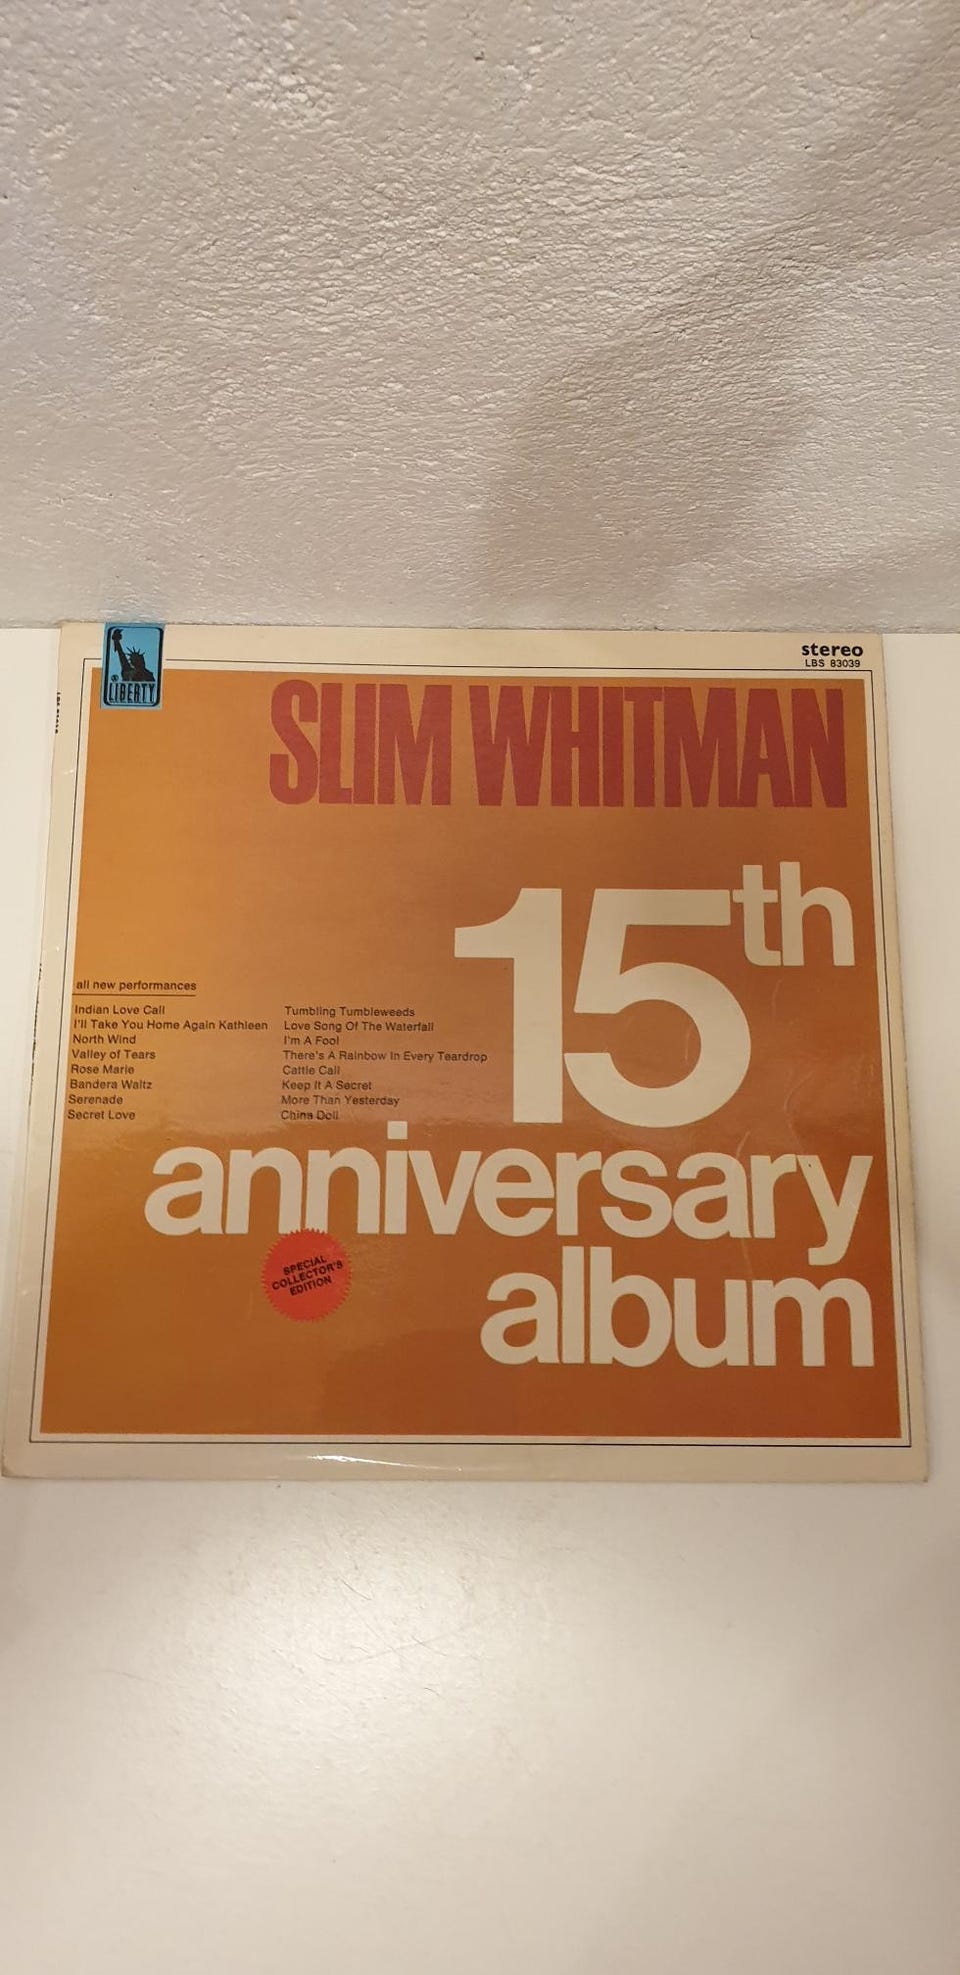 LIBERTY
stereo
LBS 83039
SLIM WHITMAN
15th
anniversary
album
all new performances
Indian Love Call
I'll Take You Home Again Kathleen
North Wind
Valley of Tears
Rose Marie
Bandera Waltz
Serenade
Secret Love
Tumbling Tumbleweeds
Love Song Of The Waterfall
I'm A Fool
There's A Rainbow In Every Teardrop
Cattle Call
Keep It A Secret
More Than Yesterday
China Doll
SPECIAL
COLLECTOR'S
EDITION